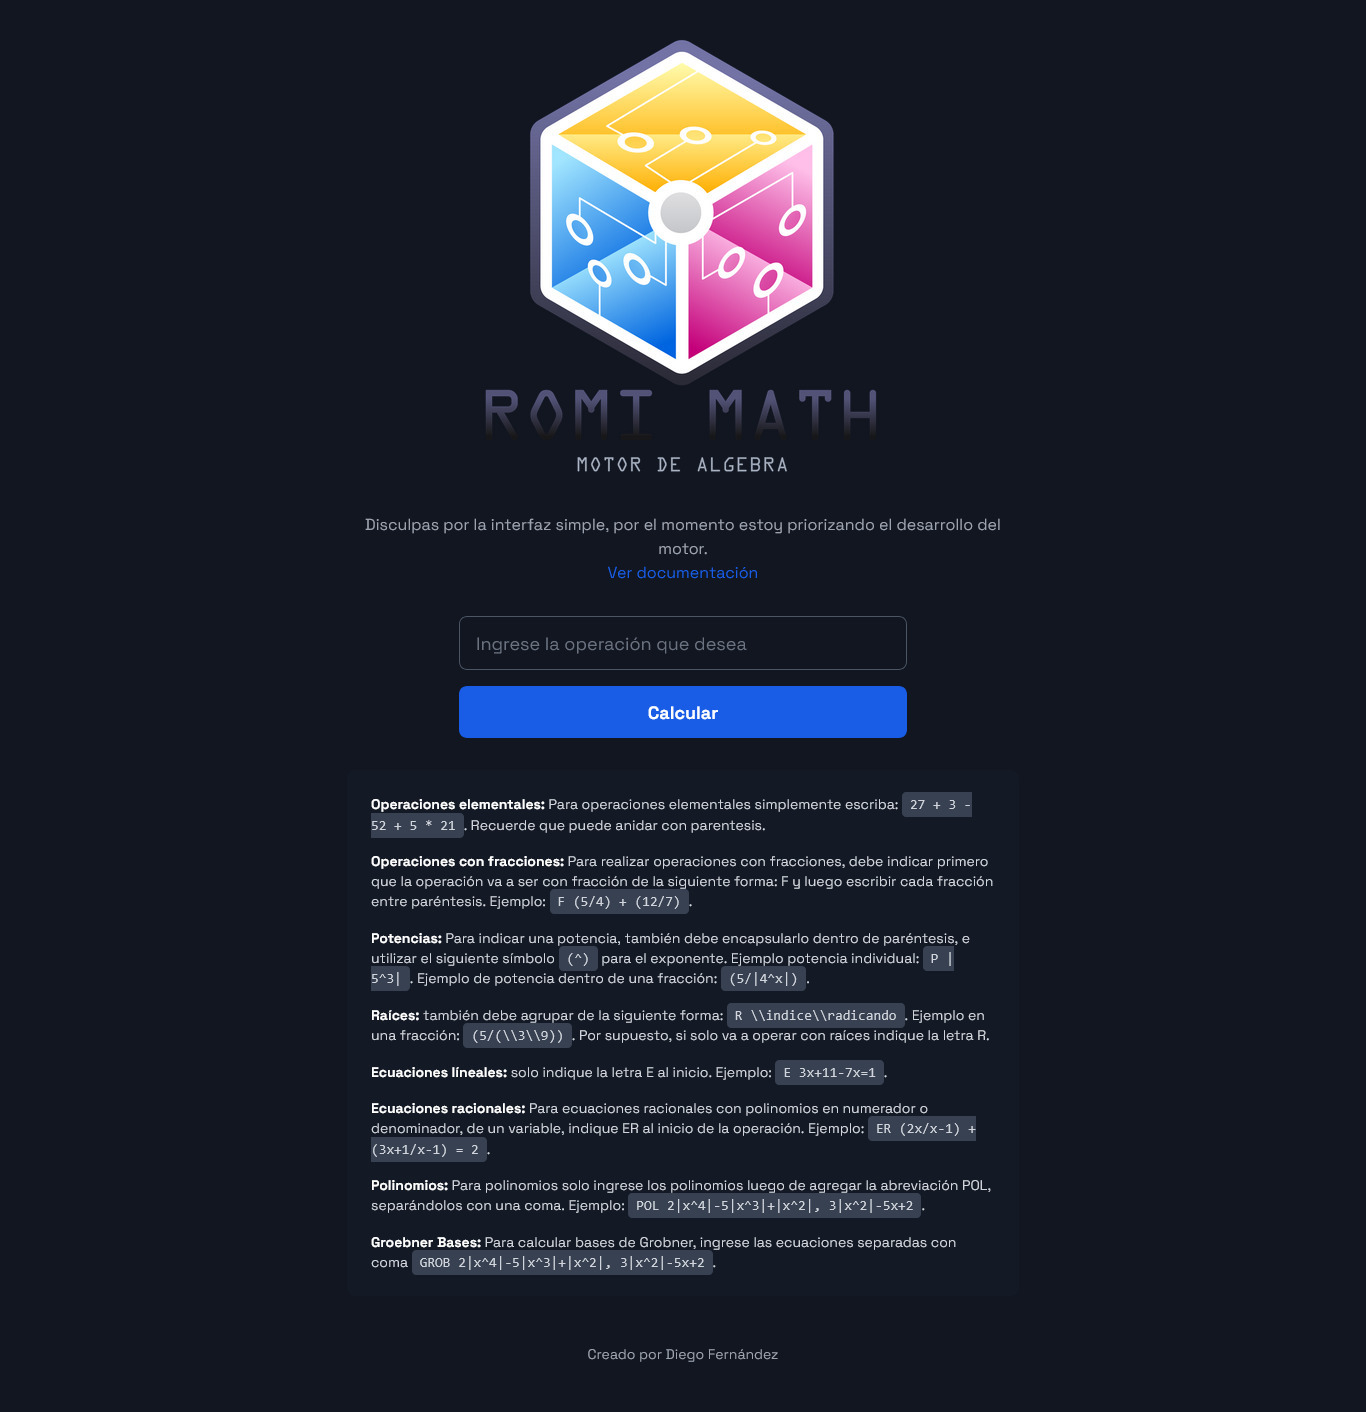 ROMI MATH
MOTOR DE ALGEBRA
Disculpas por la interfaz simple, por el momento estoy priorizando el desarrollo del
motor.
Ver documentación
Ingrese la operación que desea
Calcular
Operaciones elementales: Para operaciones elementales simplemente escriba: 27 + 3 -
52 + 5 * 21 . Recuerde que puede anidar con parentesis.
Operaciones con fracciones: Para realizar operaciones con fracciones, debe indicar primero
que la operación va a ser con fracción de la siguiente forma: F y luego escribir cada fracción
entre paréntesis. Ejemplo: F (5/4) + (12/7) .
Potencias: Para indicar una potencia, también debe encapsularlo dentro de paréntesis, e
utilizar el siguiente símbolo (^) para el exponente. Ejemplo potencia individual: P |
5^3| . Ejemplo de potencia dentro de una fracción: (5/|4^x|) .
Raíces: también debe agrupar de la siguiente forma: R \\indice\\radicando . Ejemplo en
una fracción: (5/(\\3\\9)) . Por supuesto, si solo va a operar con raíces indique la letra R.
Ecuaciones líneales: solo indique la letra E al inicio. Ejemplo: E 3x+11-7x=1 .
Ecuaciones racionales: Para ecuaciones racionales con polinomios en numerador o
denominador, de un variable, indique ER al inicio de la operación. Ejemplo: ER (2x/x-1) +
(3x+1/x-1) = 2 .
Polinomios: Para polinomios solo ingrese los polinomios luego de agregar la abreviación POL,
separándolos con una coma. Ejemplo: POL 2|x^4|-5|x^3|+|x^2|, 3|x^2|-5x+2 .
Groebner Bases: Para calcular bases de Grobner, ingrese las ecuaciones separadas con
coma GROB 2|x^4|-5|x^3|+|x^2|, 3|x^2|-5x+2 .
Creado por Diego Fernández